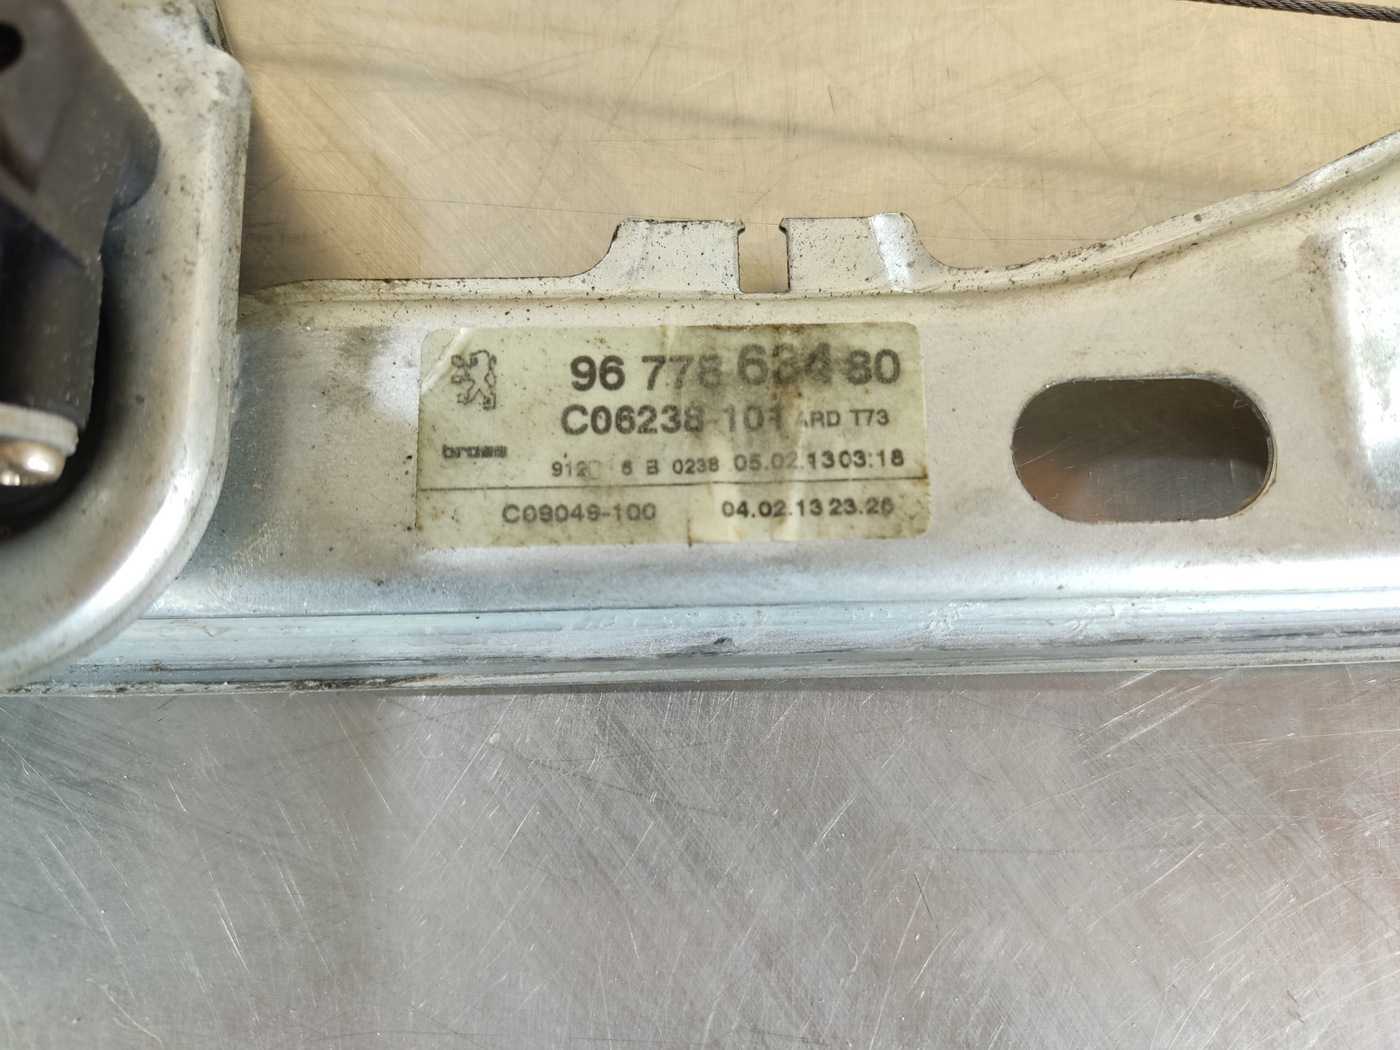 96 778 634 80
C06238-101 ARD T73
brose
6 B 0238 05.02.13 03:18
C09049-100 04.02.13 23.26